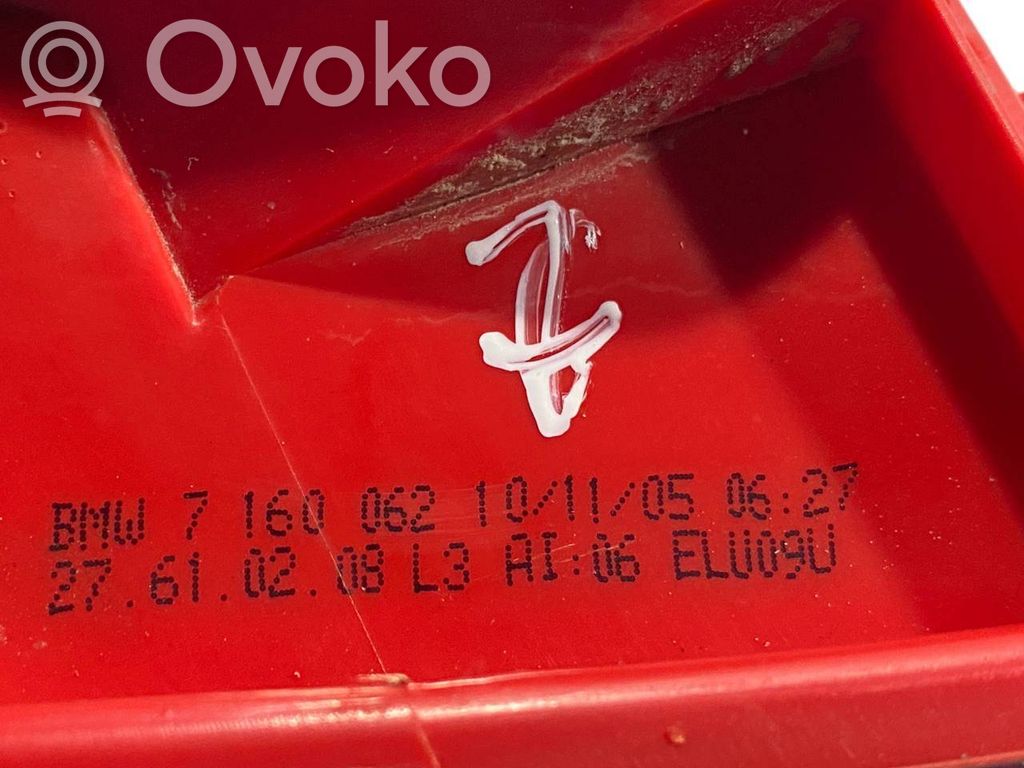 Ovoko
BMW 7 160 062 10/11/05 06:27
27.61.02.08 L3 AI:06 ELU09U